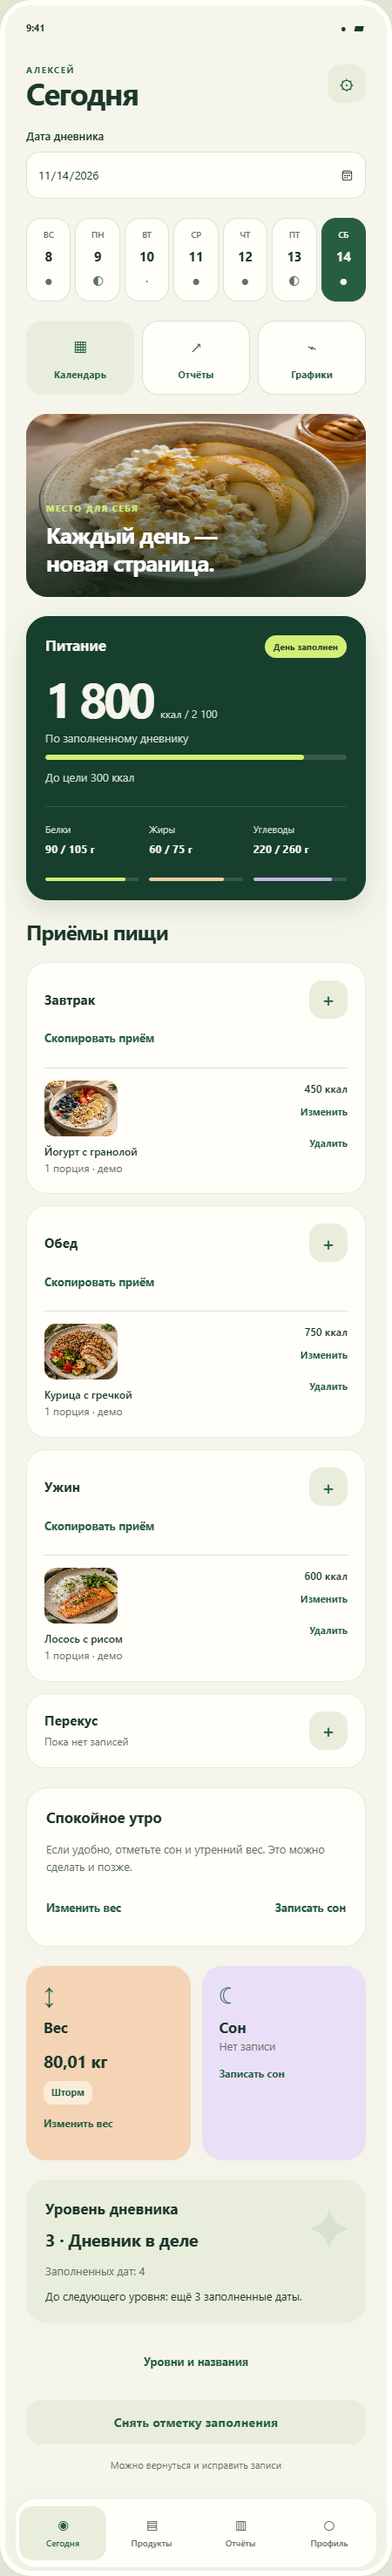 9:41
АЛЕКСЕЙ
Сегодня
Дата дневника
11/14/2026
ВС ПН ВТ СР ЧТ ПТ СБ
8 9 10 11 12 13 14
Календарь Отчёты Графики
МЕСТО ДЛЯ СЕБЯ
Каждый день —
новая страница.
Питание День заполнен
1 800 ккал / 2 100
По заполненному дневнику
До цели 300 ккал
Белки Жиры Углеводы
90 / 105 г 60 / 75 г 220 / 260 г
Приёмы пищи
Завтрак +
Скопировать приём
450 ккал
Изменить
Удалить
Йогурт с гранолой
1 порция · демо
Обед +
Скопировать приём
750 ккал
Изменить
Удалить
Курица с гречкой
1 порция · демо
Ужин +
Скопировать приём
600 ккал
Изменить
Удалить
Лосось с рисом
1 порция · демо
Перекус +
Пока нет записей
Спокойное утро
Если удобно, отметьте сон и утренний вес. Это можно
сделать и позже.
Изменить вес Записать сон
Вес
80,01 кг
Шторм
Изменить вес
Сон
Нет записи
Записать сон
Уровень дневника
3 · Дневник в деле
Заполненных дат: 4
До следующего уровня: ещё 3 заполненные даты.
Уровни и названия
Снять отметку заполнения
Можно вернуться и исправить записи
Сегодня Продукты Отчёты Профиль